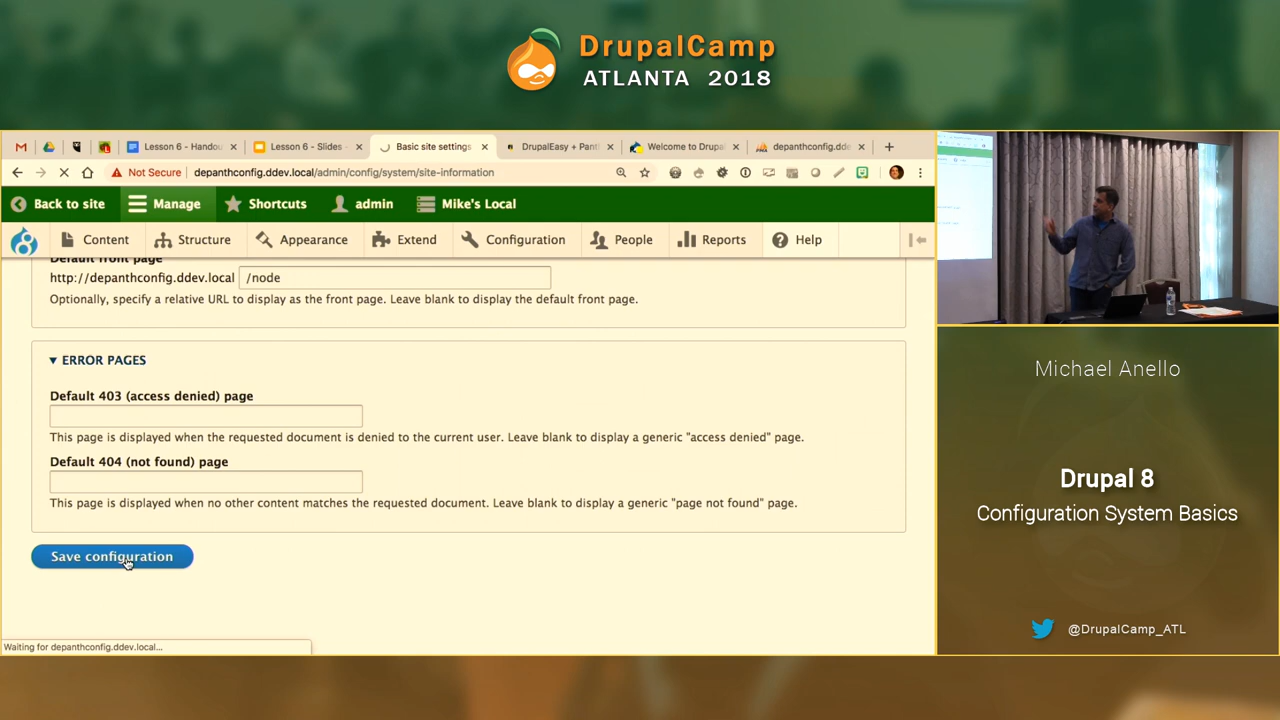 DrupalCamp
ATLANTA 2018
Lesson 6 - Handou
Lesson 6 - Slides -
Basic site settings
DrupalEasy + Pant
Welcome to Drupal
depanthconfig.dde
Not Secure
depanthconfig.ddev.local/admin/config/system/site-information
Back to site
Manage
Shortcuts
admin
Mike's Local
Content
Structure
Appearance
Extend
Configuration
People
Reports
Help
Default front page
http://depanthconfig.ddev.local /node
Optionally, specify a relative URL to display as the front page. Leave blank to display the default front page.
ERROR PAGES
Default 403 (access denied) page
This page is displayed when the requested document is denied to the current user. Leave blank to display a generic "access denied" page.
Default 404 (not found) page
This page is displayed when no other content matches the requested document. Leave blank to display a generic "page not found" page.
Save configuration
Waiting for depanthconfig.ddev.local...
Michael Anello
Drupal 8
Configuration System Basics
@DrupalCamp_ATL